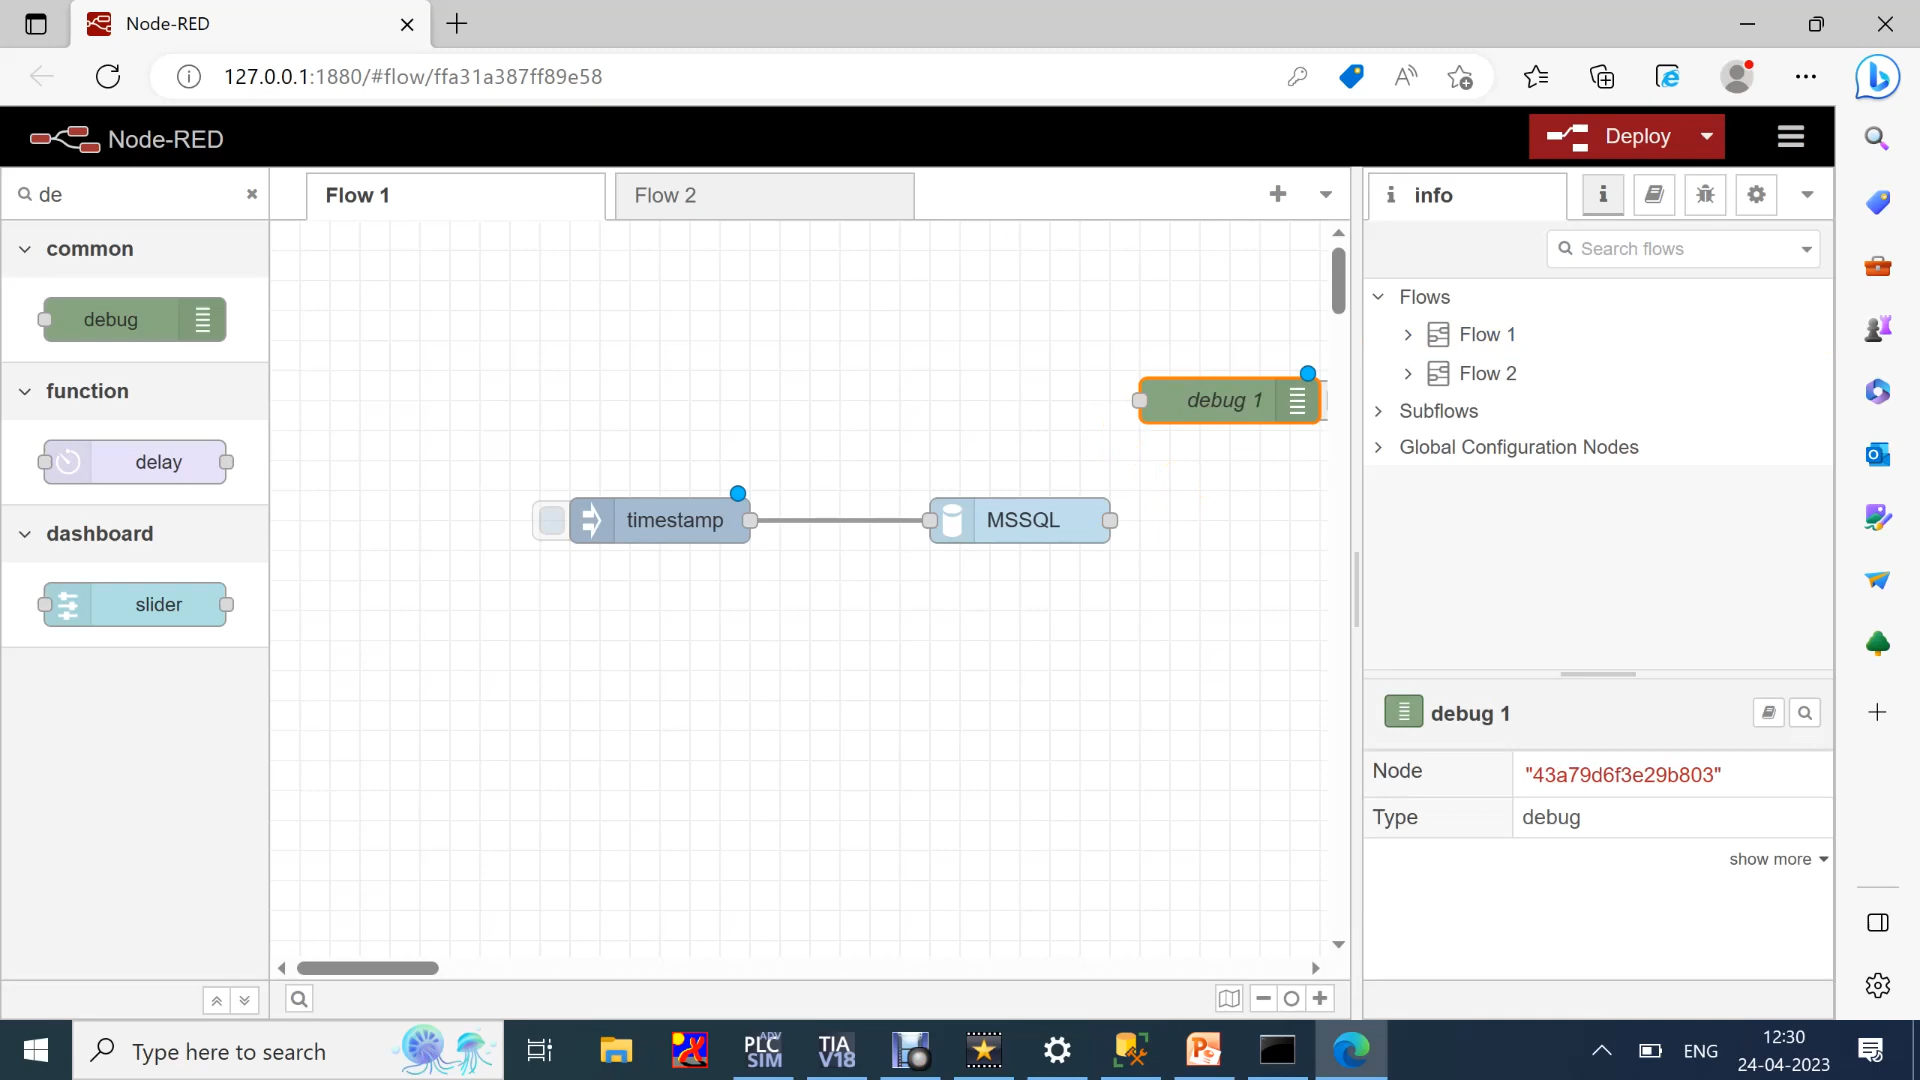 Node-RED
127.0.0.1:1880/#flow/ffa31a387ff89e58
Node-RED
Deploy
de
Flow 1
Flow 2
info
common
Search flows
debug
Flows
Flow 1
Flow 2
function
debug 1
Subflows
Global Configuration Nodes
delay
timestamp
MSSQL
dashboard
slider
debug 1
Node
"43a79d6f3e29b803"
Type
debug
show more
Type here to search
ADV
PLC
SIM
TIA
V18
ENG
12:30
24-04-2023